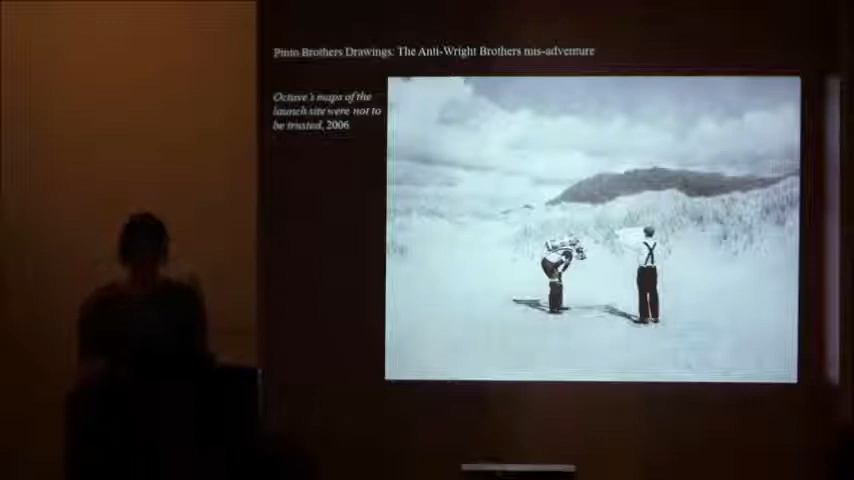 Pinto Brothers Drawings: The Anti-Wright Brothers mis-adventure
Octave's maps of the
launch site were not to
be trusted, 2006